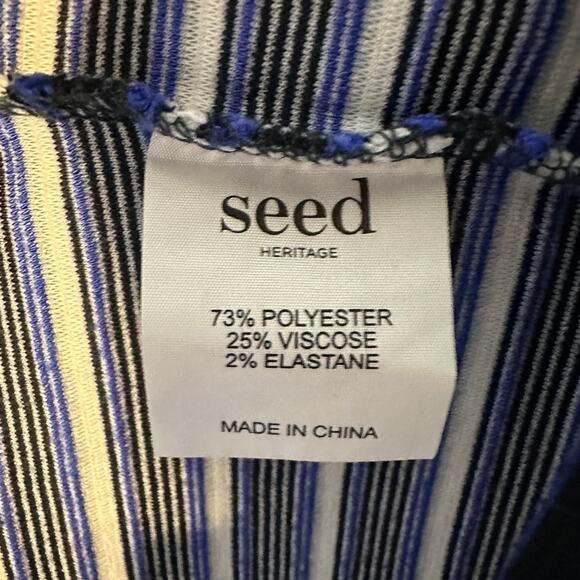 seed
HERITAGE
73% POLYESTER
25% VISCOSE
2% ELASTANE
MADE IN CHINA